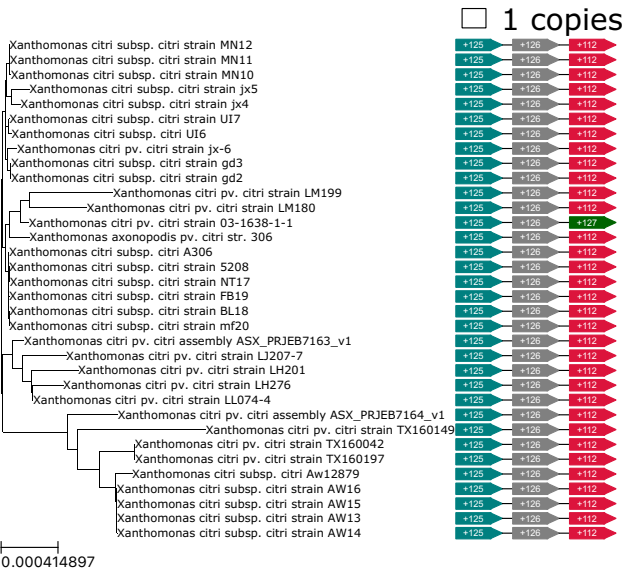 1 copies
Xanthomonas citri subsp. citri strain MN12 +125 +126 +112
Xanthomonas citri subsp. citri strain MN11 +125 +126 +112
Xanthomonas citri subsp. citri strain MN10 +125 +126 +112
Xanthomonas citri subsp. citri strain jx5 +125 +126 +112
Xanthomonas citri subsp. citri strain jx4 +125 +126 +112
Xanthomonas citri subsp. citri strain UI7 +125 +126 +112
Xanthomonas citri subsp. citri UI6 +125 +126 +112
Xanthomonas citri pv. citri strain jx-6 +125 +126 +112
Xanthomonas citri subsp. citri strain gd3 +125 +126 +112
Xanthomonas citri subsp. citri strain gd2 +125 +126 +112
Xanthomonas citri pv. citri strain LM199 +125 +126 +112
Xanthomonas citri pv. citri strain LM180 +125 +126 +112
Xanthomonas citri pv. citri strain 03-1638-1-1 +125 +126 +127
Xanthomonas axonopodis pv. citri str. 306 +125 +126 +112
Xanthomonas citri subsp. citri A306 +125 +126 +112
Xanthomonas citri subsp. citri strain 5208 +125 +126 +112
Xanthomonas citri subsp. citri strain NT17 +125 +126 +112
Xanthomonas citri subsp. citri strain FB19 +125 +126 +112
Xanthomonas citri subsp. citri strain BL18 +125 +126 +112
Xanthomonas citri subsp. citri strain mf20 +125 +126 +112
Xanthomonas citri pv. citri assembly ASX_PRJEB7163_v1 +125 +126 +112
Xanthomonas citri pv. citri strain LJ207-7 +125 +126 +112
Xanthomonas citri pv. citri strain LH201 +125 +126 +112
Xanthomonas citri pv. citri strain LH276 +125 +126 +112
Xanthomonas citri pv. citri strain LL074-4 +125 +126 +112
Xanthomonas citri pv. citri assembly ASX_PRJEB7164_v1 +125 +126 +112
Xanthomonas citri pv. citri strain TX160149 +125 +126 +112
Xanthomonas citri pv. citri strain TX160042 +125 +126 +112
Xanthomonas citri pv. citri strain TX160197 +125 +126 +112
Xanthomonas citri subsp. citri Aw12879 +125 +126 +112
Xanthomonas citri subsp. citri strain AW16 +125 +126 +112
Xanthomonas citri subsp. citri strain AW15 +125 +126 +112
Xanthomonas citri subsp. citri strain AW13 +125 +126 +112
Xanthomonas citri subsp. citri strain AW14 +125 +126 +112
0.000414897